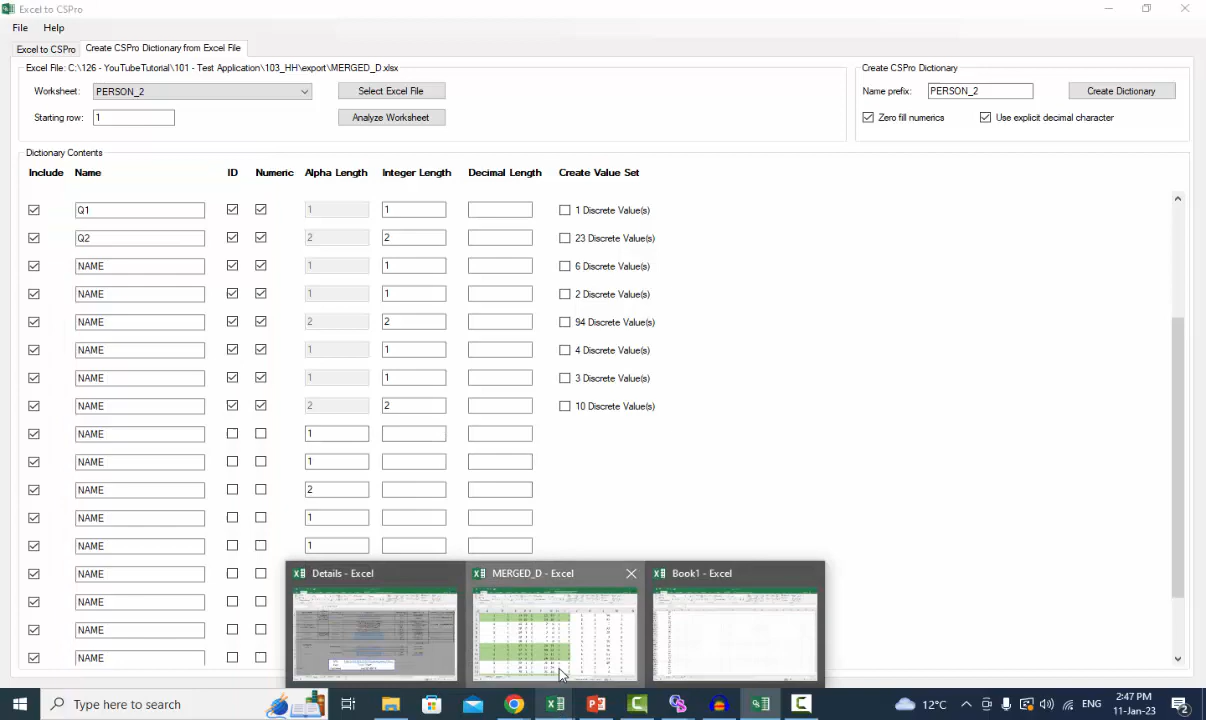 Excel to CSPro
File Help
Excel to CSPro Create CSPro Dictionary from Excel File
Excel File: C:\126 - YouTubeTutorial\101 - Test Application\103_HH\export\MERGED_D.xlsx
Create CSPro Dictionary
Worksheet: PERSON_2 Select Excel File
Name prefix: PERSON_2 Create Dictionary
Starting row: 1 Analyze Worksheet
Zero fill numerics Use explicit decimal character
Dictionary Contents
Include Name ID Numeric Alpha Length Integer Length Decimal Length Create Value Set
Q1 1 1 1 Discrete Value(s)
Q2 2 2 23 Discrete Value(s)
NAME 1 1 6 Discrete Value(s)
NAME 1 1 2 Discrete Value(s)
NAME 2 2 94 Discrete Value(s)
NAME 1 1 4 Discrete Value(s)
NAME 1 1 3 Discrete Value(s)
NAME 2 2 10 Discrete Value(s)
NAME 1
NAME 1
NAME 2
NAME 1
NAME 1
NAME
NAME
NAME
NAME
Details - Excel MERGED_D - Excel Book1 - Excel
Type here to search
12°C ENG 2:47 PM
11-Jan-23 2